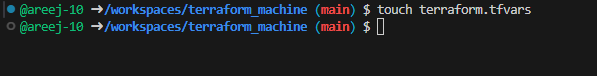 @areej-10 ➜/workspaces/terraform_machine (main) $ touch terraform.tfvars
@areej-10 ➜/workspaces/terraform_machine (main) $